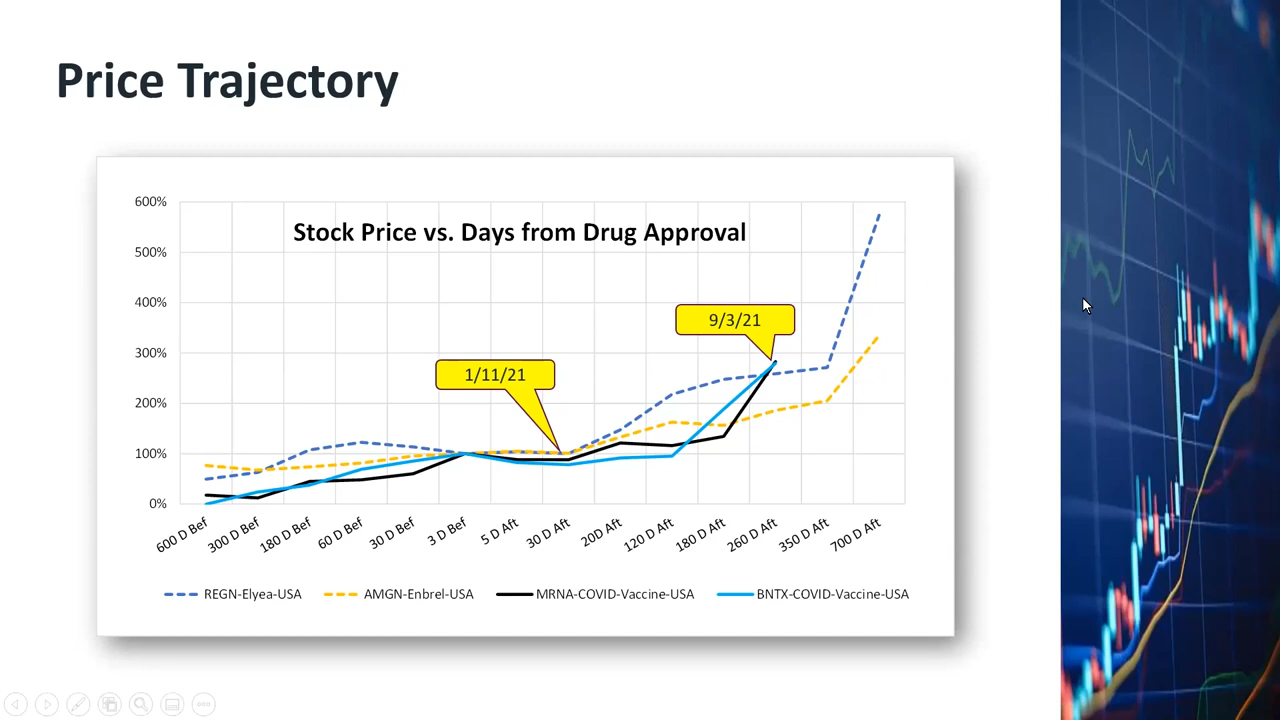 Price Trajectory
Stock Price vs. Days from Drug Approval
600%
500%
400%
300%
200%
100%
0%
9/3/21
1/11/21
600 D Bef
300 D Bef
180 D Bef
60 D Bef
30 D Bef
3 D Bef
5 D Aft
30 D Aft
20D Aft
120 D Aft
180 D Aft
260 D Aft
350 D Aft
700 D Aft
REGN-Elyea-USA
AMGN-Enbrel-USA
MRNA-COVID-Vaccine-USA
BNTX-COVID-Vaccine-USA